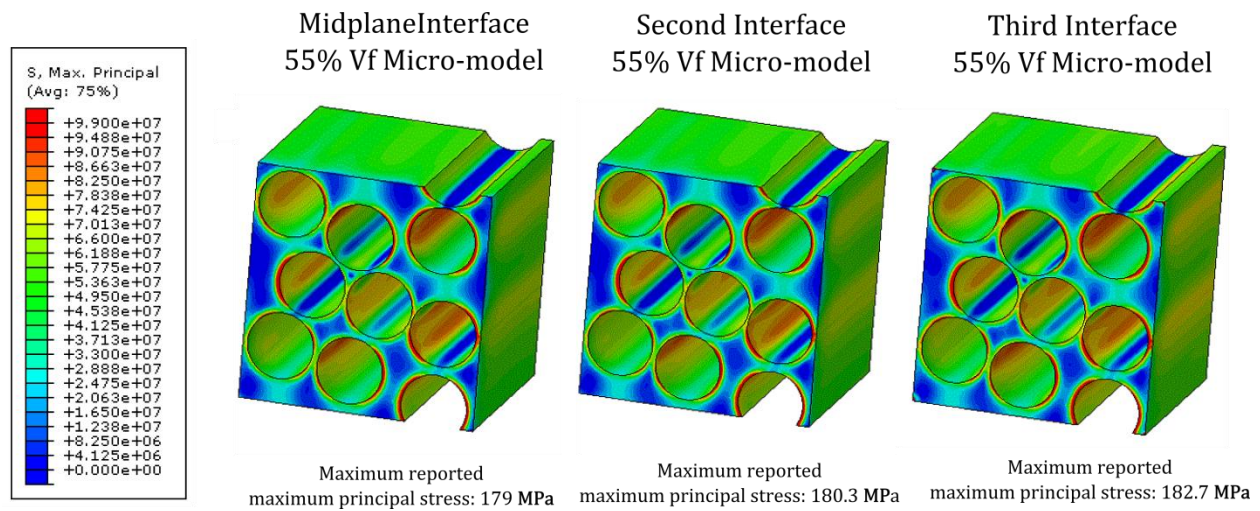 MidplaneInterface
55% Vf Micro-model
Second Interface
55% Vf Micro-model
Third Interface
55% Vf Micro-model
S, Max. Principal
(Avg: 75%)
+9.900e+07
+9.488e+07
+9.075e+07
+8.663e+07
+8.250e+07
+7.838e+07
+7.425e+07
+7.013e+07
+6.600e+07
+6.188e+07
+5.775e+07
+5.363e+07
+4.950e+07
+4.538e+07
+4.125e+07
+3.713e+07
+3.300e+07
+2.888e+07
+2.475e+07
+2.063e+07
+1.650e+07
+1.238e+07
+8.250e+06
+4.125e+06
+0.000e+00
Maximum reported
maximum principal stress: 179 MPa
Maximum reported
maximum principal stress: 180.3 MPa
Maximum reported
maximum principal stress: 182.7 MPa